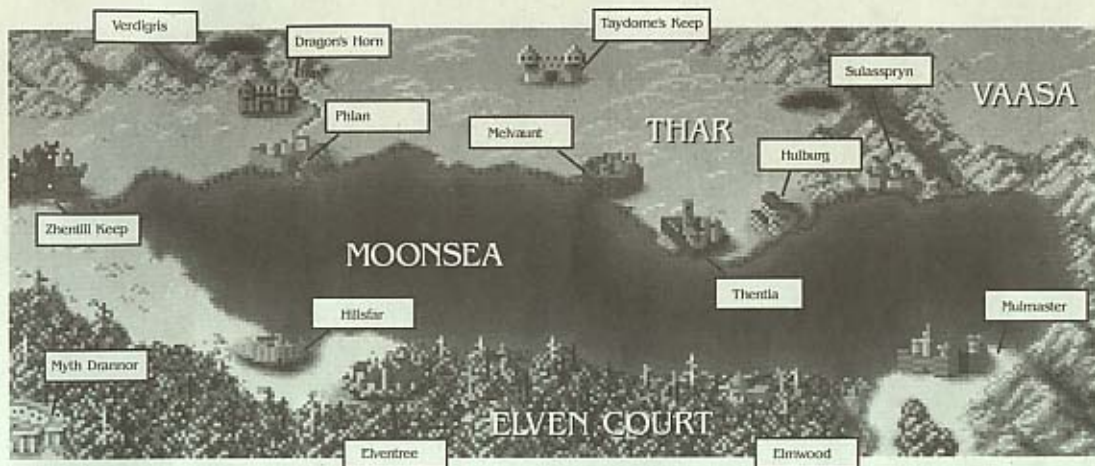 Verdigris
Dragon's Horn
Taydome's Keep
Sulasspryn
VAASA
Phlan
Melvaunt
THAR
Hulburg
Zhentill Keep
MOONSEA
Thentia
Hillsfar
Mulmaster
Myth Drannor
ELVEN COURT
Elventree
Elmwood